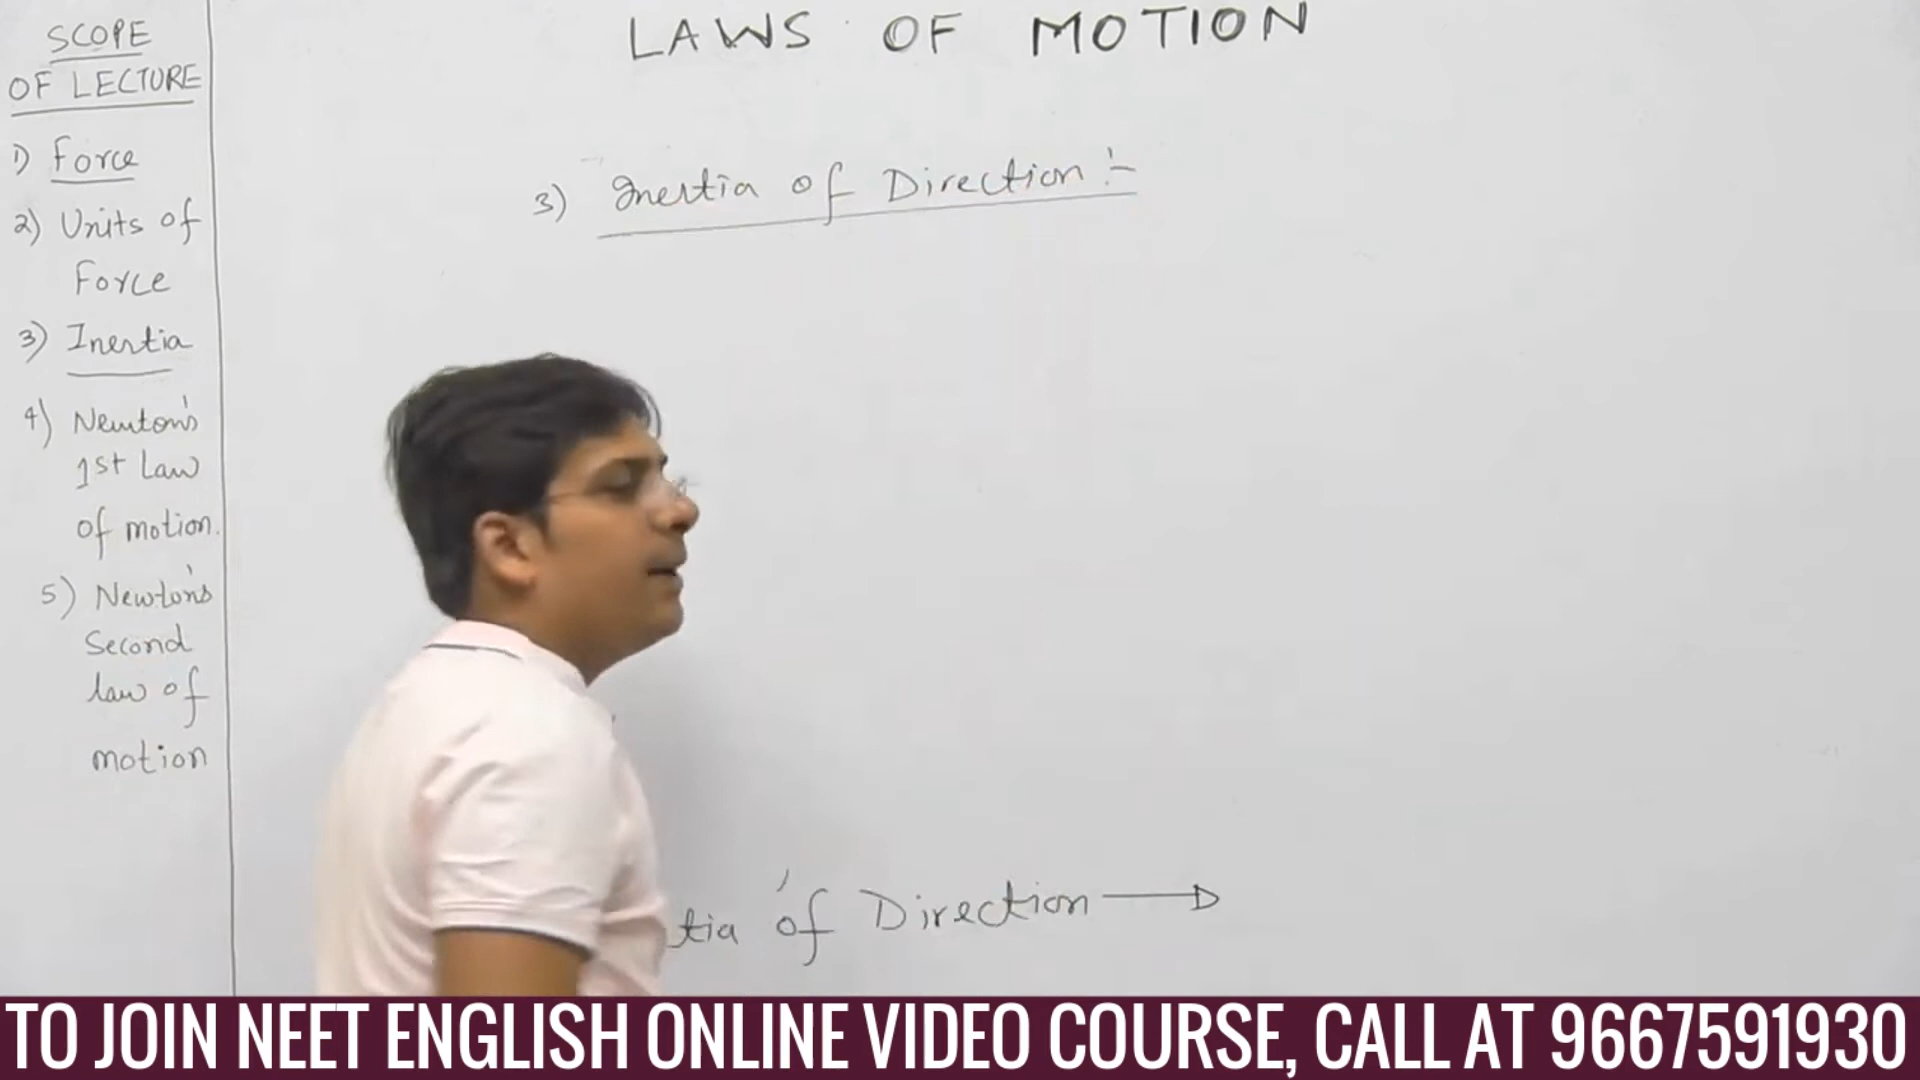 SCOPE
OF LECTURE
1) Force
2) Units of
Force
3) Inertia
4) Newton's
1st Law
of motion.
5) Newton's
Second
law of
motion
LAWS OF MOTION
3) Inertia of Direction :-
tia of Direction
TO JOIN NEET ENGLISH ONLINE VIDEO COURSE, CALL AT 9667591930